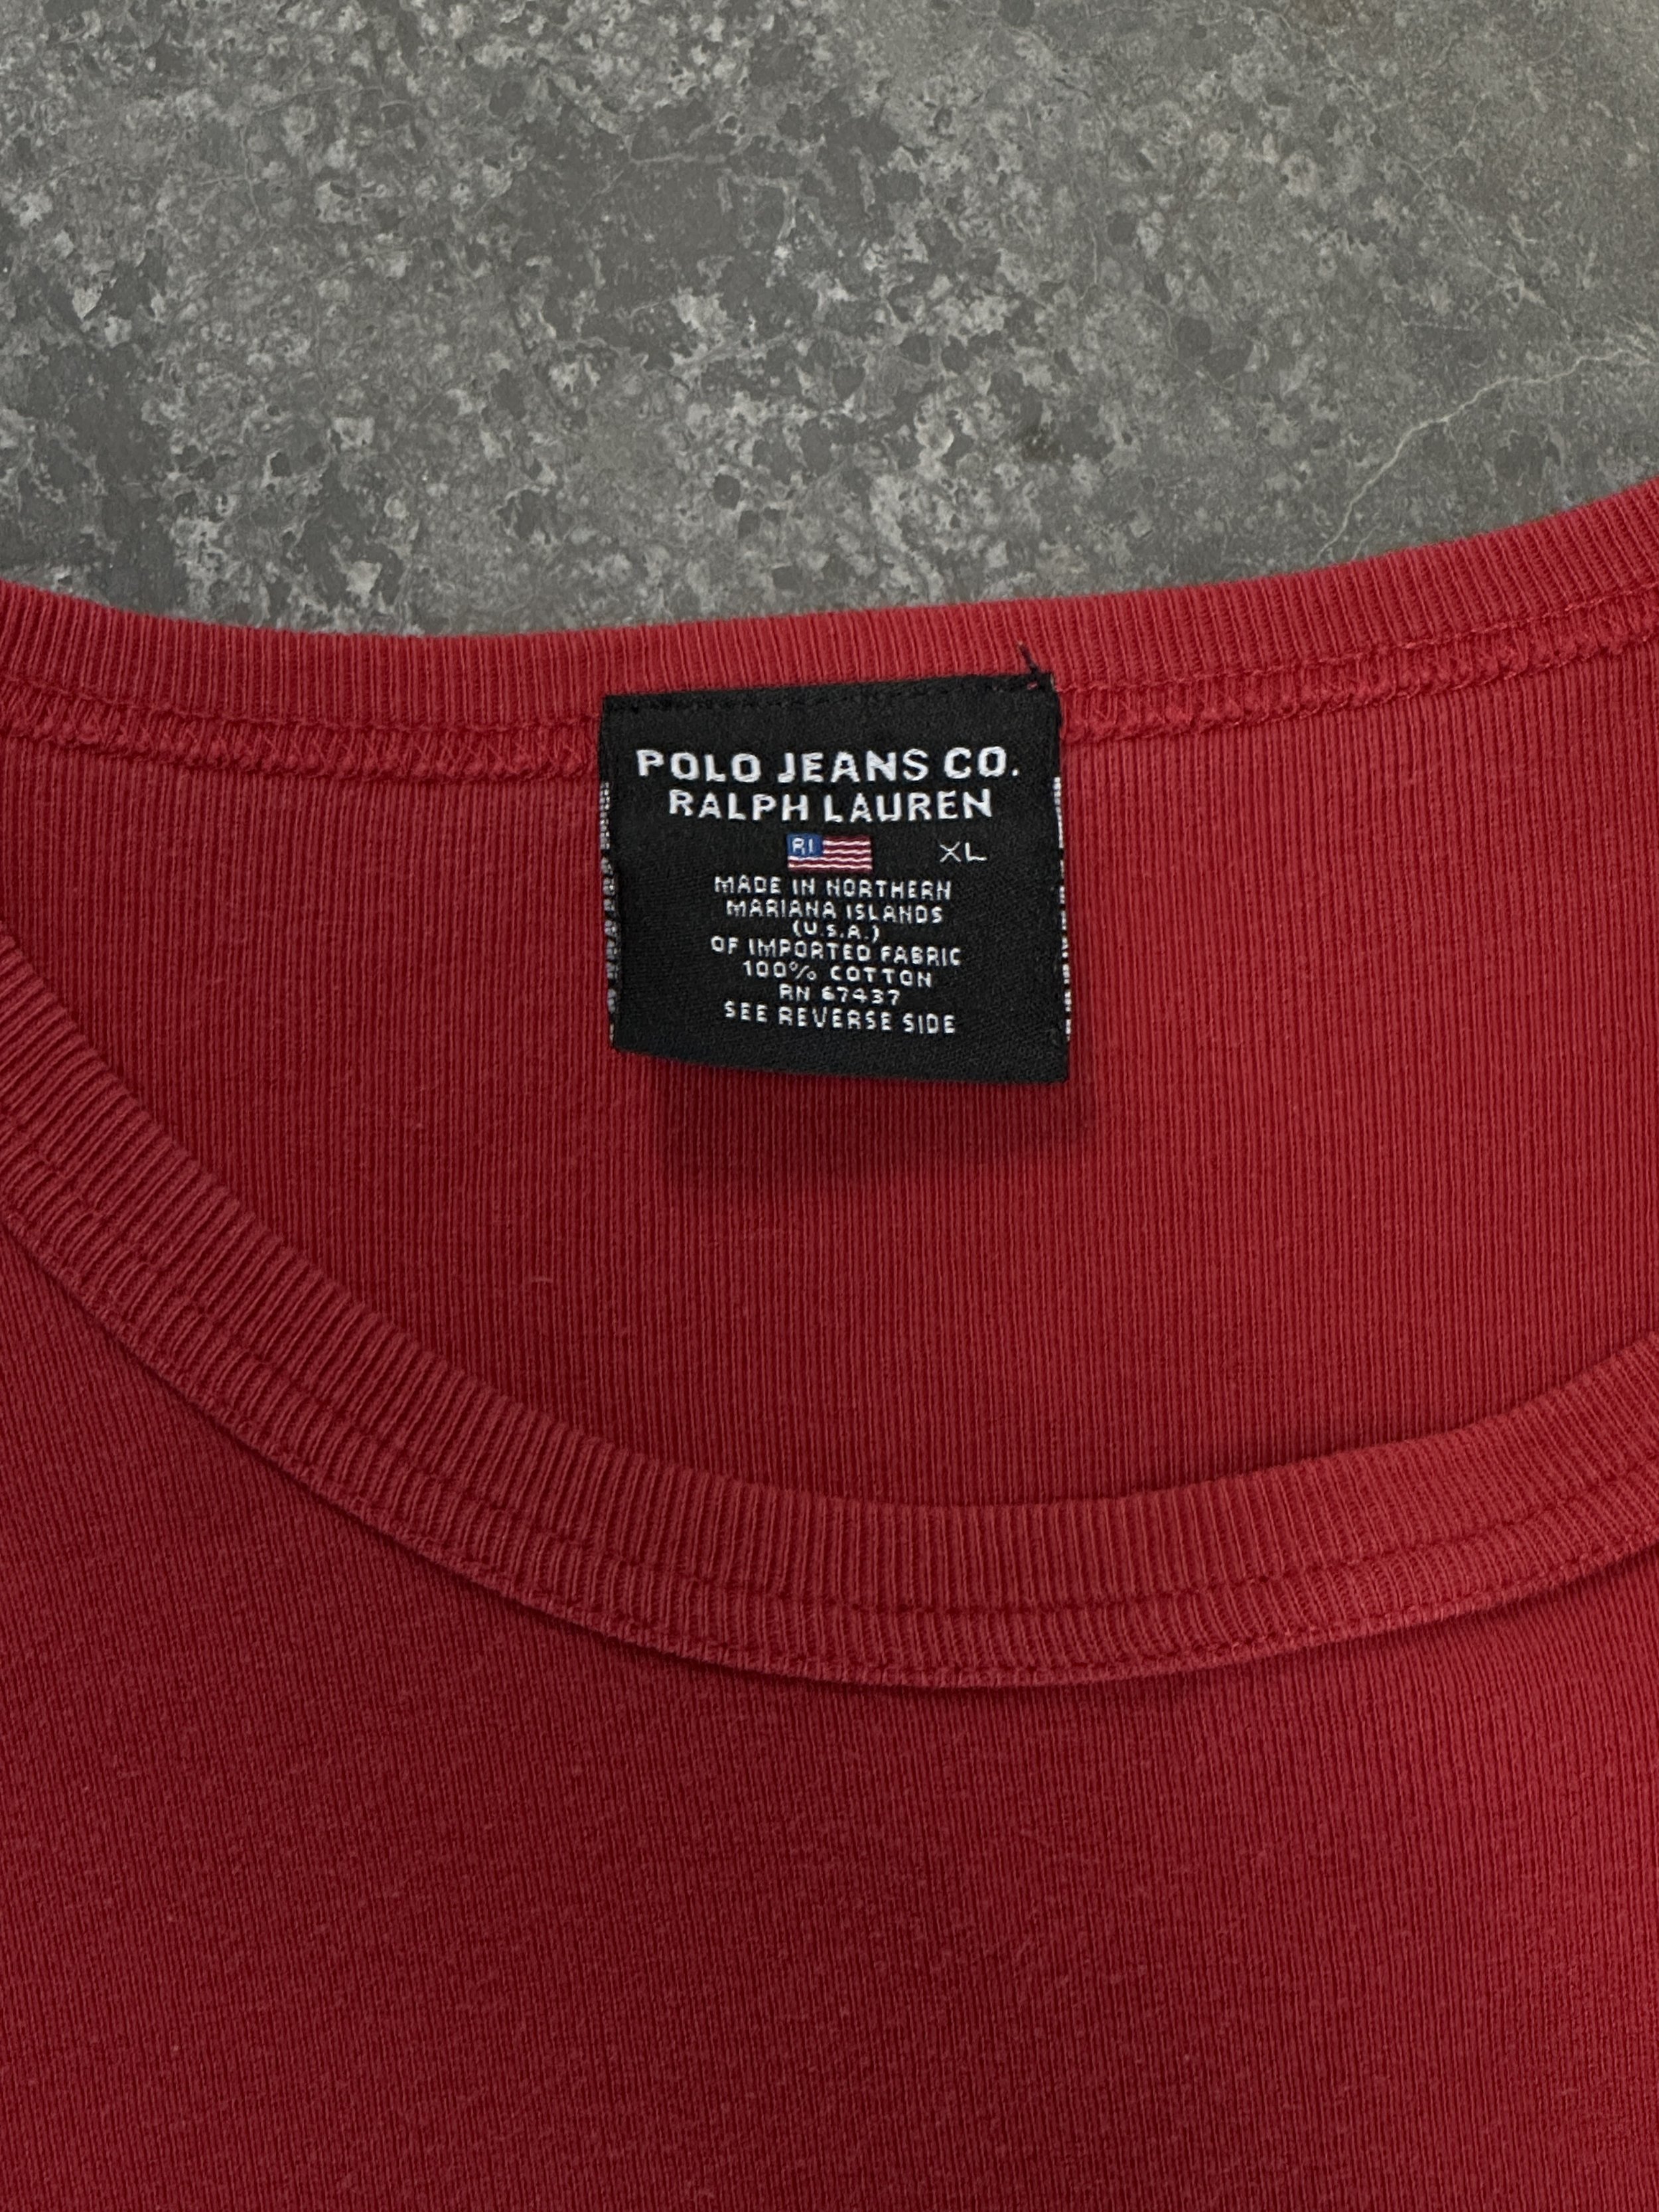 POLO JEANS CO.
RALPH LAUREN
RL XL
MADE IN NORTHERN
MARIANA ISLANDS
(U.S.A.)
OF IMPORTED FABRIC
100% COTTON
RN 67437
SEE REVERSE SIDE